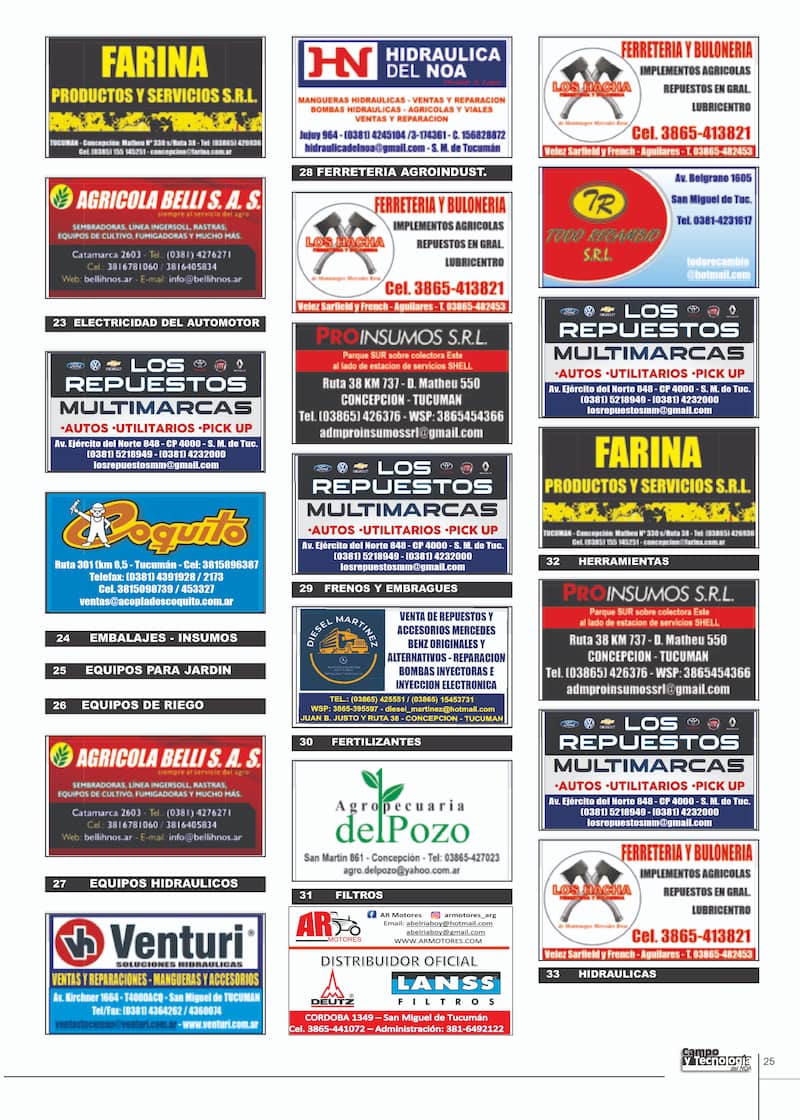 FARINA
PRODUCTOS Y SERVICIOS S.R.L.
TUCUMAN - Concepción: Matheu Nº 330 s/Ruta 38 - Tel: (03865) 426936
Cel. (0385) 155 145251 - concepcion@farina.com.ar
AGRICOLA BELLI S. A. S.
siempre al servicio del agro
SEMBRADORAS, LÍNEA INGERSOLL, RASTRAS,
EQUIPOS DE CULTIVO, FUMIGADORAS Y MUCHO MÁS.
Catamarca 2603 - Tel.: (0381) 4276271
Cel.: 3816781060 / 3816405834
Web: bellihnos.ar - E-mail: info@bellihnos.ar
23 ELECTRICIDAD DEL AUTOMOTOR
LOS
REPUESTOS
MULTIMARCAS
•AUTOS •UTILITARIOS •PICK UP
Av. Ejército del Norte 848 - CP 4000 - S. M. de Tuc.
(0381) 5218949 - (0381) 4232000
losrepuestosmm@gmail.com
Coquito
Ruta 301 (km 8,5 - Tucumán - Cel: 3815896387
Telefax: (0381) 4391928 / 2173
Cel. 3815098739 / 453327
ventas@acopladoscoquito.com.ar
24 EMBALAJES - INSUMOS
25 EQUIPOS PARA JARDIN
26 EQUIPOS DE RIEGO
AGRICOLA BELLI S. A. S.
siempre al servicio del agro
SEMBRADORAS, LÍNEA INGERSOLL, RASTRAS,
EQUIPOS DE CULTIVO, FUMIGADORAS Y MUCHO MÁS.
Catamarca 2603 - Tel.: (0381) 4276271
Cel.: 3816781060 / 3816405834
Web: bellihnos.ar - E-mail: info@bellihnos.ar
27 EQUIPOS HIDRAULICOS
vh Venturi®
SOLUCIONES HIDRAULICAS
VENTAS Y REPARACIONES - MANGUERAS Y ACCESORIOS
Av. Kirchner 1664 - T4000ACQ - San Miguel de TUCUMAN
Tel/Fax: (0381) 4364262 / 4360074
ventastucuman@venturi.com.ar - www.venturi.com.ar
HN HIDRAULICA
DEL NOA
MANGUERAS HIDRAULICAS - VENTAS Y REPARACION
BOMBAS HIDRAULICAS - AGRICOLAS Y VIALES
VENTAS Y REPARACION
Jujuy 964 - (0381) 4245104 /3-174361 - C. 156828872
hidraulicadelnoa@gmail.com - S. M. de Tucumán
28 FERRETERIA AGROINDUST.
FERRETERIA Y BULONERIA
LOS HACHA
FERRETERIA Y BULONERIA
IMPLEMENTOS AGRICOLAS
REPUESTOS EN GRAL.
LUBRICENTRO
Cel. 3865-413821
Velez Sarfield y French - Aguilares - T. 03865-482453
PROINSUMOS S.R.L.
Parque SUR sobre colectora Este
al lado de estacion de servicios SHELL
Ruta 38 KM 737 - D. Matheu 550
CONCEPCION - TUCUMAN
Tel. (03865) 426376 - WSP: 3865454366
admproinsumossrl@gmail.com
LOS
REPUESTOS
MULTIMARCAS
•AUTOS •UTILITARIOS •PICK UP
Av. Ejército del Norte 848 - CP 4000 - S. M. de Tuc.
(0381) 5218949 - (0381) 4232000
losrepuestosmm@gmail.com
29 FRENOS Y EMBRAGUES
DIESEL MARTINEZ
VENTA DE REPUESTOS Y
ACCESORIOS MERCEDES
BENZ ORIGINALES Y
ALTERNATIVOS - REPARACION
BOMBAS INYECTORAS E
INYECCION ELECTRONICA
TEL.: (03865) 425551 / (03865) 15453731
WSP: 3865-395597 - diesel_martinez@hotmail.com
JUAN B. JUSTO Y RUTA 38 - CONCEPCION - TUCUMAN
30 FERTILIZANTES
Agropecuaria
delPozo
San Martin 861 - Concepción - Tel: 03865-427023
agro.delpozo@yahoo.com.ar
31 FILTROS
AR MOTORES
AR Motores armotores_arg
Email: abelriaboy@hotmail.com
abelriaboy@gmail.com
WWW.ARMOTORES.COM
DISTRIBUIDOR OFICIAL
DEUTZ
LANSS
FILTROS
CORDOBA 1349 – San Miguel de Tucumán
Cel. 3865-441072 – Administración: 381-6492122
FERRETERIA Y BULONERIA
LOS HACHA
FERRETERIA Y BULONERIA
de Montenegro Mercedes Rosa
IMPLEMENTOS AGRICOLAS
REPUESTOS EN GRAL.
LUBRICENTRO
Cel. 3865-413821
Velez Sarfield y French - Aguilares - T. 03865-482453
TR
TODO RECAMBIO
S.R.L.
Av. Belgrano 1605
San Miguel de Tuc.
Tel. 0381-4231617
todorecambio
@hotmail.com
LOS
REPUESTOS
MULTIMARCAS
•AUTOS •UTILITARIOS •PICK UP
Av. Ejército del Norte 848 - CP 4000 - S. M. de Tuc.
(0381) 5218949 - (0381) 4232000
losrepuestosmm@gmail.com
FARINA
PRODUCTOS Y SERVICIOS S.R.L.
TUCUMAN - Concepción: Matheu Nº 330 s/Ruta 38 - Tel: (03865) 426936
Cel. (0385) 155 145251 - concepcion@farina.com.ar
32 HERRAMIENTAS
PROINSUMOS S.R.L.
Parque SUR sobre colectora Este
al lado de estacion de servicios SHELL
Ruta 38 KM 737 - D. Matheu 550
CONCEPCION - TUCUMAN
Tel. (03865) 426376 - WSP: 3865454366
admproinsumossrl@gmail.com
LOS
REPUESTOS
MULTIMARCAS
•AUTOS •UTILITARIOS •PICK UP
Av. Ejército del Norte 848 - CP 4000 - S. M. de Tuc.
(0381) 5218949 - (0381) 4232000
losrepuestosmm@gmail.com
FERRETERIA Y BULONERIA
LOS HACHA
FERRETERIA Y BULONERIA
IMPLEMENTOS AGRICOLAS
REPUESTOS EN GRAL.
LUBRICENTRO
Cel. 3865-413821
Velez Sarfield y French - Aguilares - T. 03865-482453
33 HIDRAULICAS
Campo
y Tecnología
del NOA
25